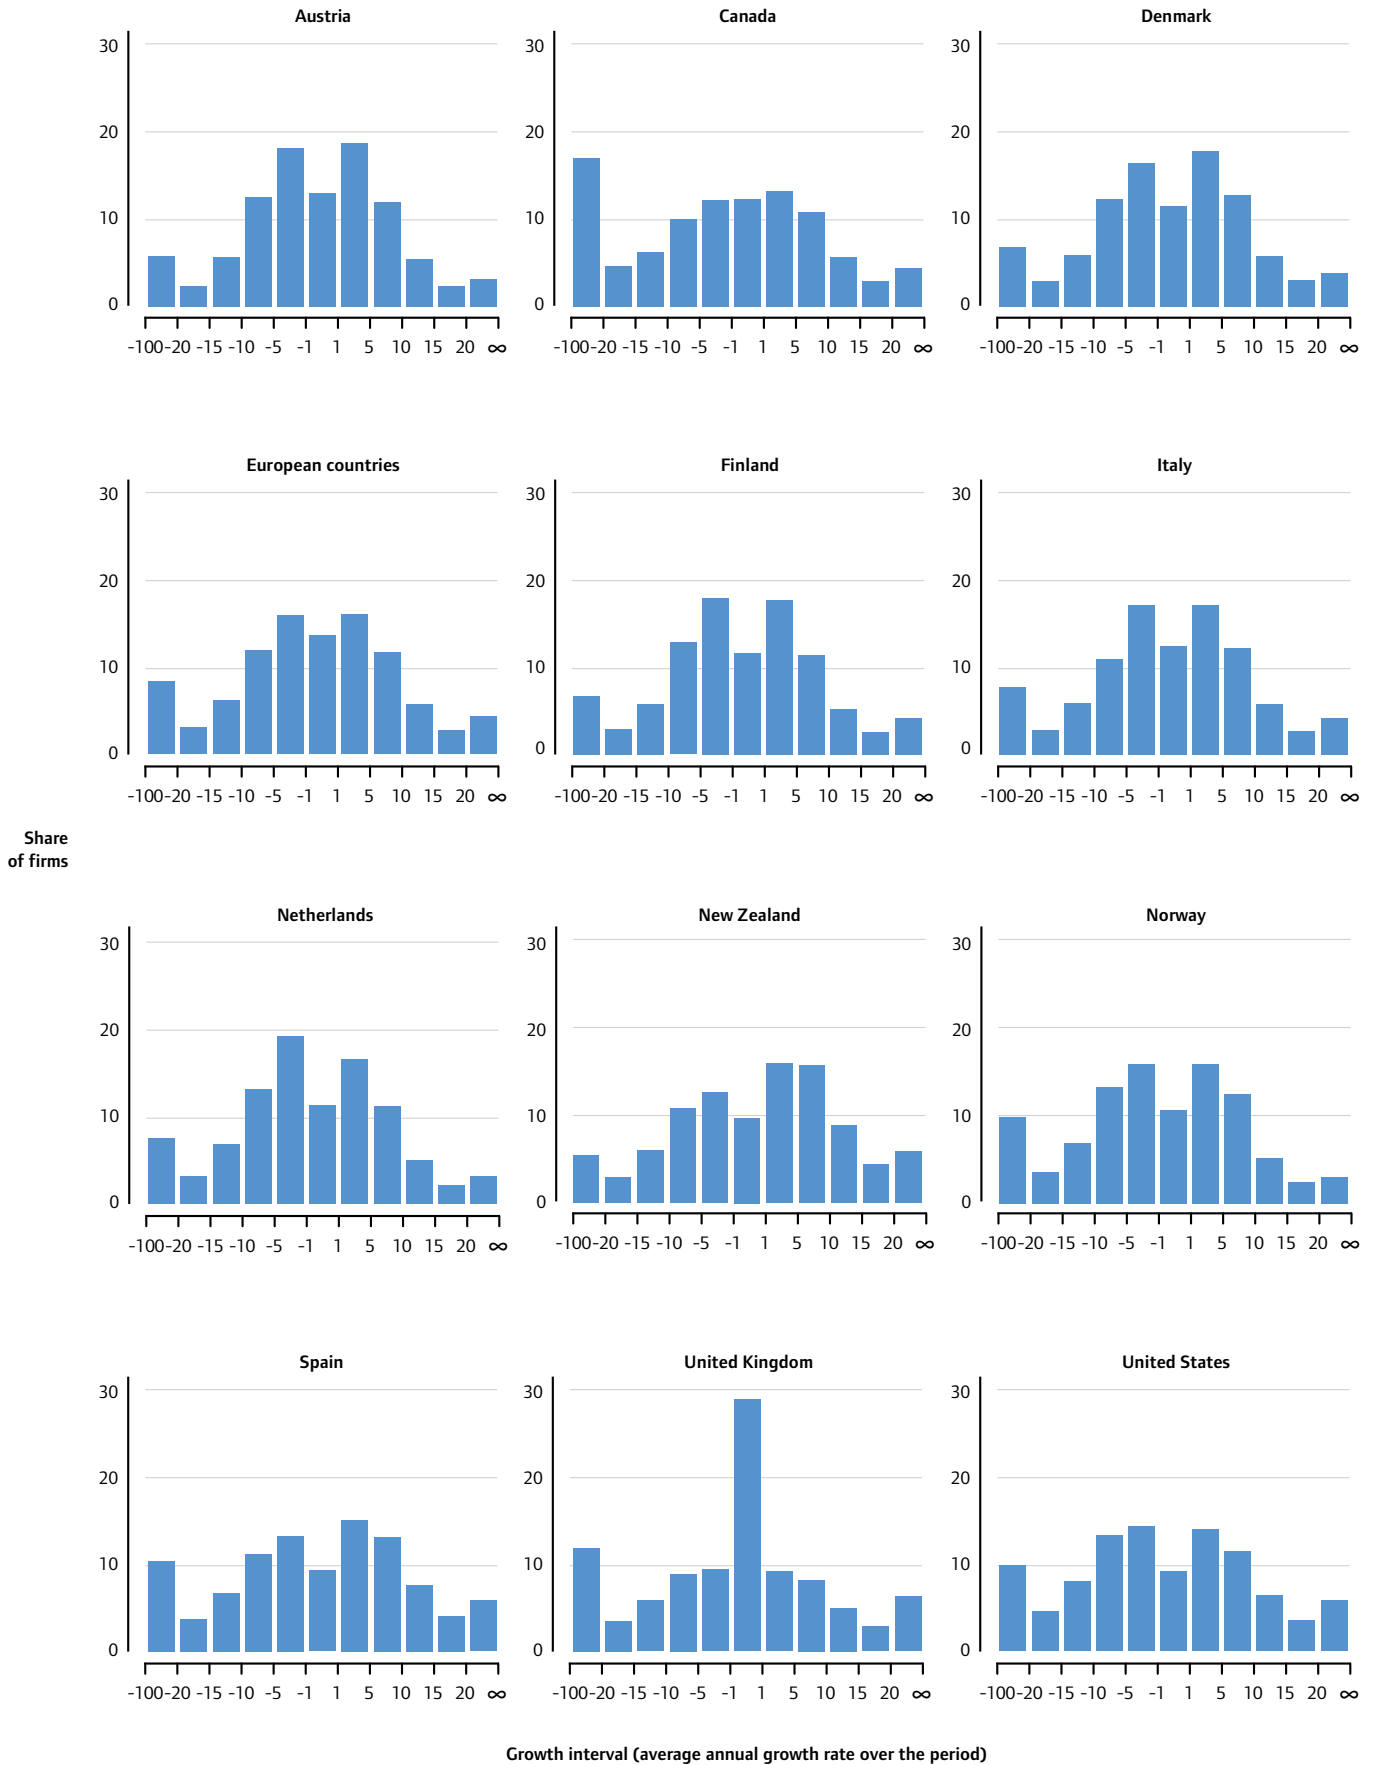 Austria
30
20
10
0
-100 -20 -15 -10 -5 -1 1 5 10 15 20 ∞
Canada
30
20
10
0
-100 -20 -15 -10 -5 -1 1 5 10 15 20 ∞
Denmark
30
20
10
0
-100 -20 -15 -10 -5 -1 1 5 10 15 20 ∞
European countries
30
20
10
0
-100 -20 -15 -10 -5 -1 1 5 10 15 20 ∞
Finland
30
20
10
0
-100 -20 -15 -10 -5 -1 1 5 10 15 20 ∞
Italy
30
20
10
0
-100 -20 -15 -10 -5 -1 1 5 10 15 20 ∞
Share
of firms
Netherlands
30
20
10
0
-100 -20 -15 -10 -5 -1 1 5 10 15 20 ∞
New Zealand
30
20
10
0
-100 -20 -15 -10 -5 -1 1 5 10 15 20 ∞
Norway
30
20
10
0
-100 -20 -15 -10 -5 -1 1 5 10 15 20 ∞
Spain
30
20
10
0
-100 -20 -15 -10 -5 -1 1 5 10 15 20 ∞
United Kingdom
30
20
10
0
-100 -20 -15 -10 -5 -1 1 5 10 15 20 ∞
United States
30
20
10
0
-100 -20 -15 -10 -5 -1 1 5 10 15 20 ∞
Growth interval (average annual growth rate over the period)